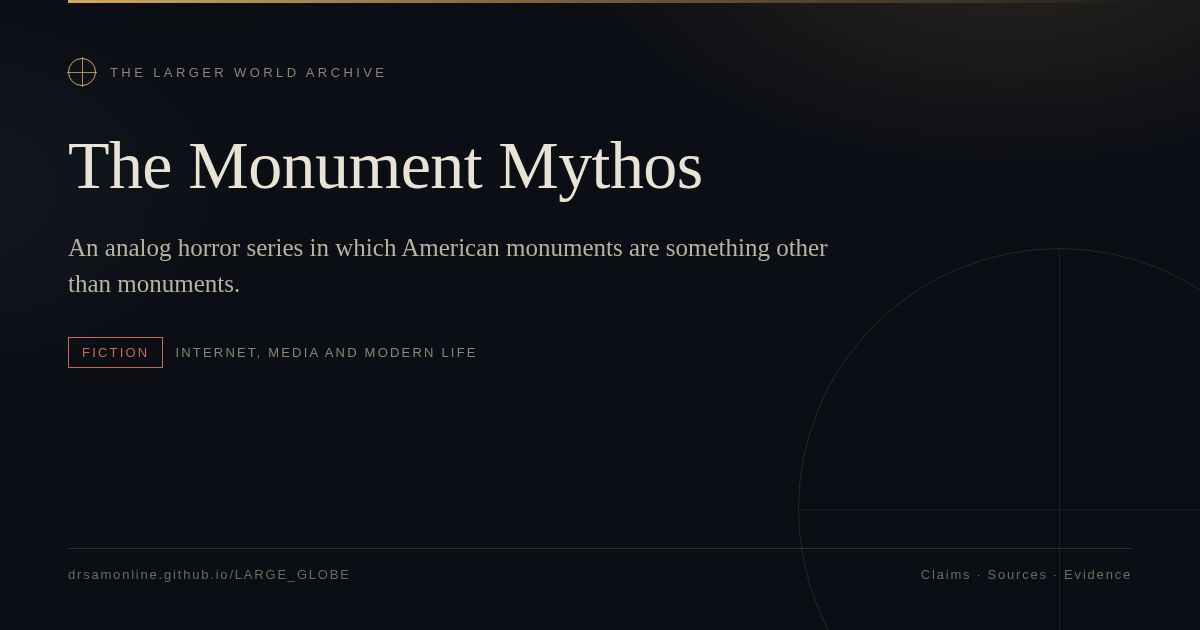 THE LARGER WORLD ARCHIVE
The Monument Mythos
An analog horror series in which American monuments are something other
than monuments.
FICTION INTERNET, MEDIA AND MODERN LIFE
drsamonline.github.io/LARGE_GLOBE Claims · Sources · Evidence